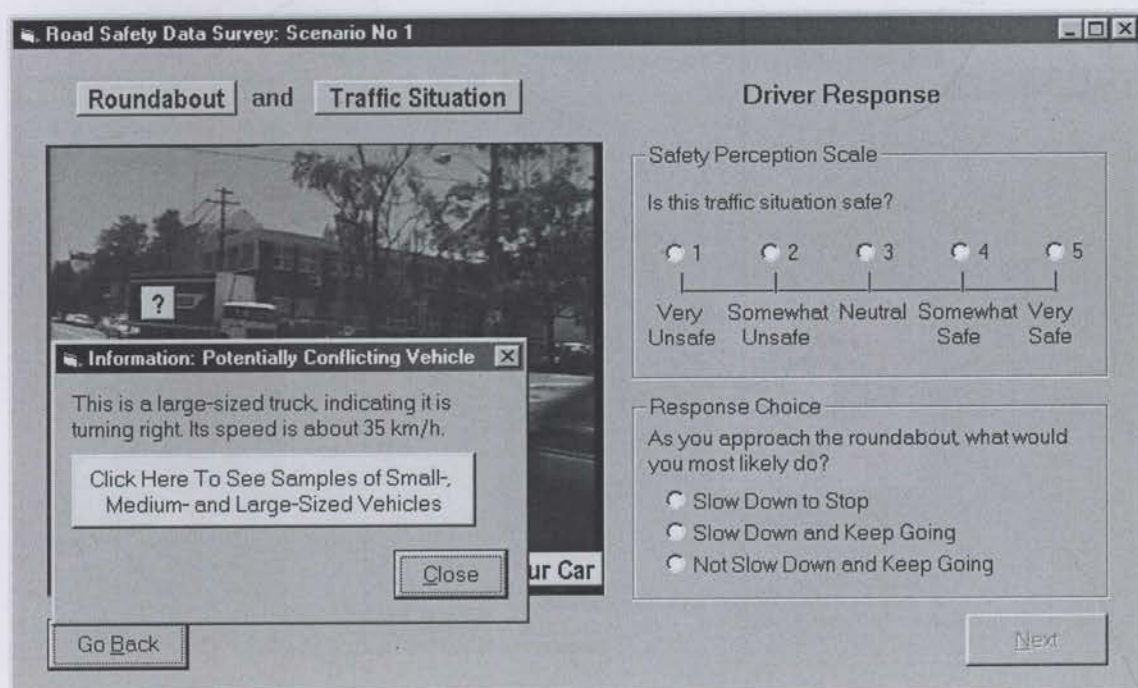 Road Safety Data Survey: Scenario No 1
Roundabout and Traffic Situation
Driver Response
?
Information: Potentially Conflicting Vehicle
This is a large-sized truck, indicating it is
turning right. Its speed is about 35 km/h.
Click Here To See Samples of Small-,
Medium- and Large-Sized Vehicles
Close
ur Car
Go Back
Safety Perception Scale
Is this traffic situation safe?
1 2 3 4 5
Very Somewhat Neutral Somewhat Very
Unsafe Unsafe Safe Safe
Response Choice
As you approach the roundabout, what would
you most likely do?
Slow Down to Stop
Slow Down and Keep Going
Not Slow Down and Keep Going
Next